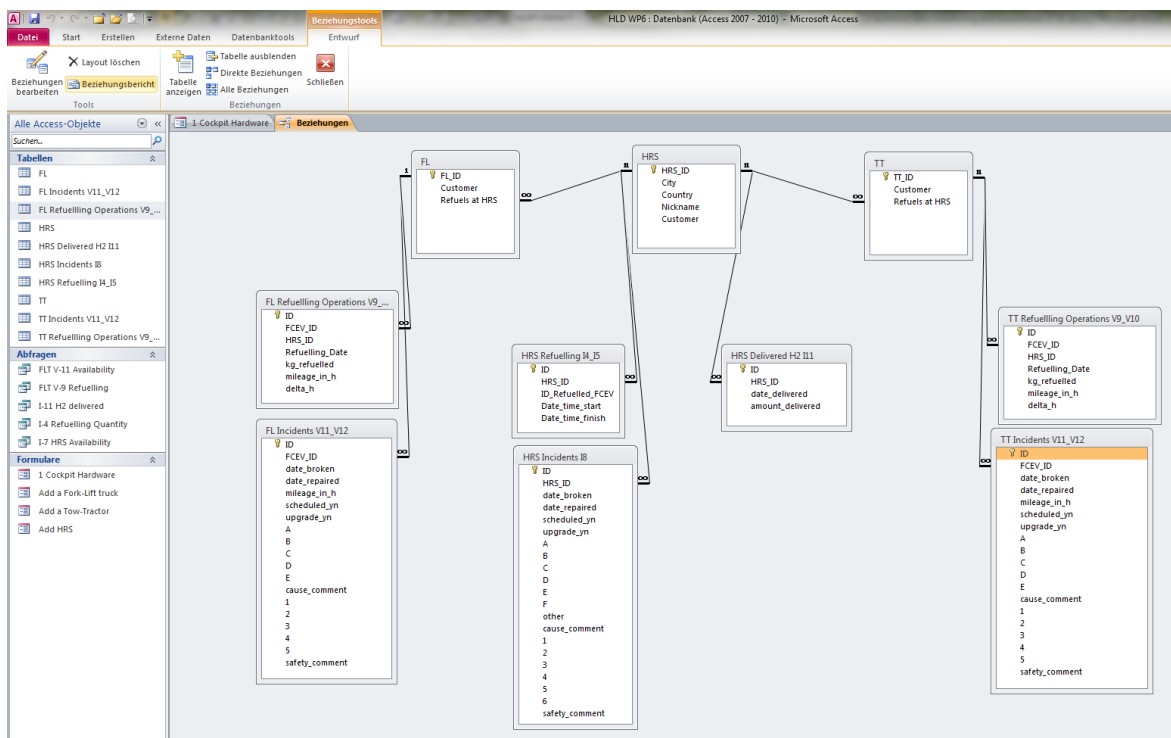 HLD WP6 : Datenbank (Access 2007 - 2010) - Microsoft Access
Beziehungstools
Datei Start Erstellen Externe Daten Datenbanktools Entwurf
Beziehungen bearbeiten
Layout löschen
Beziehungsbericht
Tools
Tabelle anzeigen
Tabelle ausblenden
Direkte Beziehungen
Alle Beziehungen
Schließen
Beziehungen
Alle Access-Objekte
Suchen...
Tabellen
FL
FL Incidents V11_V12
FL Refuellling Operations V9_...
HRS
HRS Delivered H2 I11
HRS Incidents I8
HRS Refuelling I4_I5
TT
TT Incidents V11_V12
TT Refuellling Operations V9_...
Abfragen
FLT V-11 Availability
FLT V-9 Refuelling
I-11 H2 delivered
I-4 Refuelling Quantity
I-7 HRS Availability
Formulare
1 Cockpit Hardware
Add a Fork-Lift truck
Add a Tow-Tractor
Add HRS
1 Cockpit Hardware
Beziehungen
FL
FL_ID
Customer
Refuels at HRS
HRS
HRS_ID
City
Country
Nickname
Customer
TT
TT_ID
Customer
Refuels at HRS
FL Refuellling Operations V9_...
ID
FCEV_ID
HRS_ID
Refuelling_Date
kg_refuelled
mileage_in_h
delta_h
HRS Refuelling I4_I5
ID
HRS_ID
ID_Refuelled_FCEV
Date_time_start
Date_time_finish
HRS Delivered H2 I11
ID
HRS_ID
date_delivered
amount_delivered
TT Refuellling Operations V9_V10
ID
FCEV_ID
HRS_ID
Refuelling_Date
kg_refuelled
mileage_in_h
delta_h
FL Incidents V11_V12
ID
FCEV_ID
date_broken
date_repaired
mileage_in_h
scheduled_yn
upgrade_yn
A
B
C
D
E
cause_comment
1
2
3
4
5
safety_comment
HRS Incidents I8
ID
HRS_ID
date_broken
date_repaired
scheduled_yn
upgrade_yn
A
B
C
D
E
F
other
cause_comment
1
2
3
4
5
6
safety_comment
TT Incidents V11_V12
ID
FCEV_ID
date_broken
date_repaired
mileage_in_h
scheduled_yn
upgrade_yn
A
B
C
D
E
cause_comment
1
2
3
4
5
safety_comment